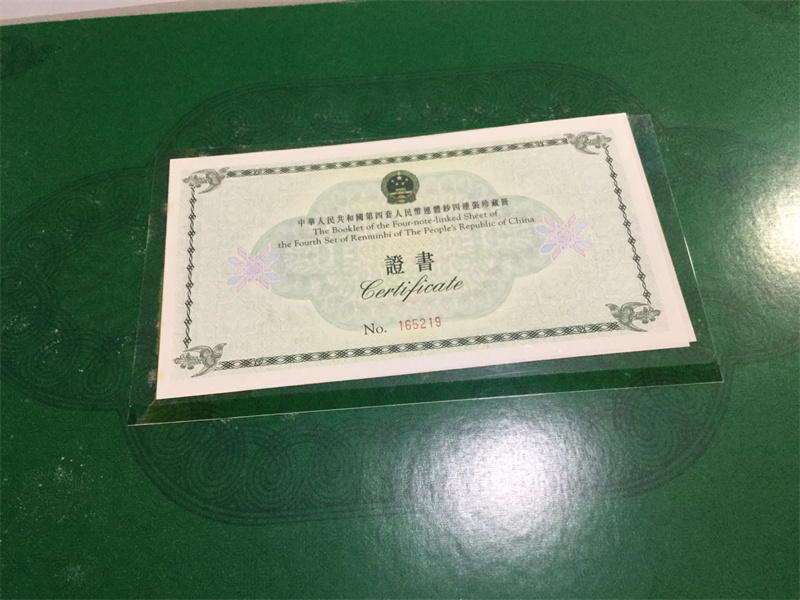 中華人民共和國第四套人民幣連體鈔四連張珍藏冊
The Booklet of the Four-note-linked Sheet of
the Fourth Set of Renminbi of The People's Republic of China
證書
Certificate
No. 165219